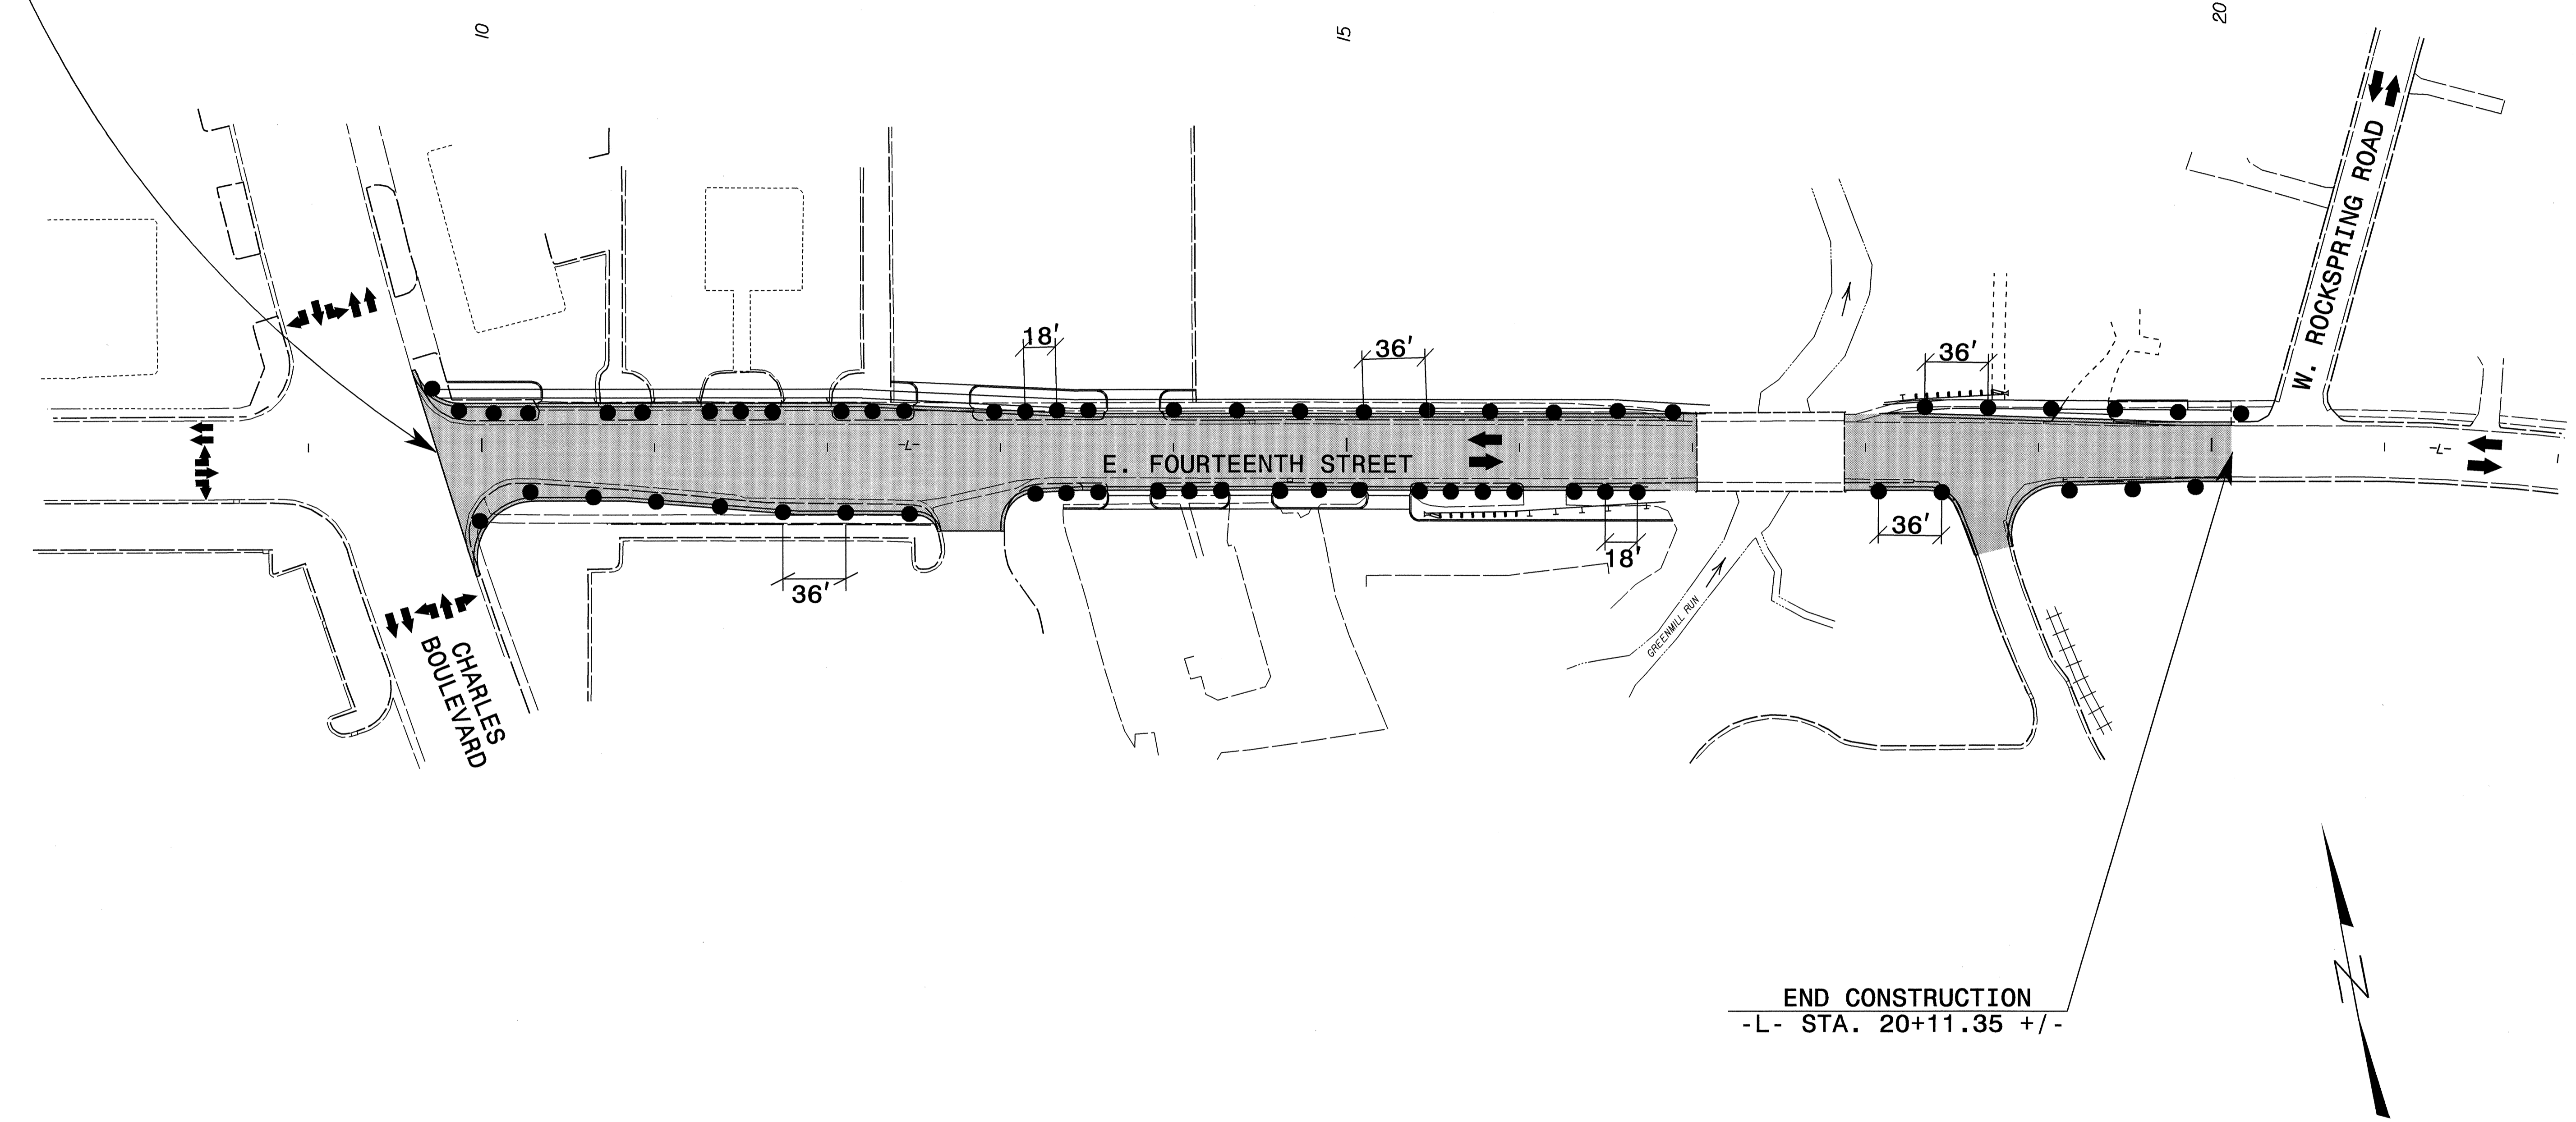 10
15
20
W. ROCKSPRING ROAD
18'
36'
36'
-L-
-L-
E. FOURTEENTH STREET
36'
18'
36'
GREENMILL RUN
CHARLES
BOULEVARD
END CONSTRUCTION
-L- STA. 20+11.35 +/-
N